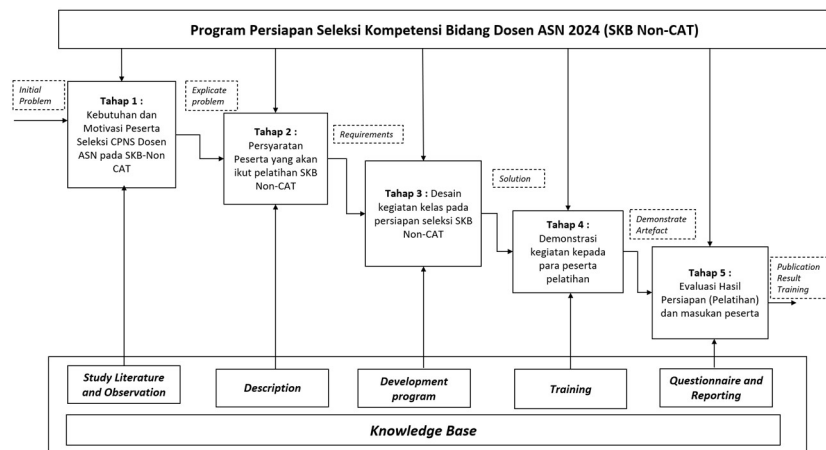 Program Persiapan Seleksi Kompetensi Bidang Dosen ASN 2024 (SKB Non-CAT)
Initial
Problem
Tahap 1 :
Kebutuhan dan
Motivasi Peserta
Seleksi CPNS Dosen
ASN pada SKB-Non
CAT
Explicate
problem
Tahap 2 :
Persyaratan
Peserta yang akan
ikut pelatihan SKB
Non-CAT
Requirements
Tahap 3 : Desain
kegiatan kelas pada
persiapan seleksi SKB
Non-CAT
Solution
Tahap 4 :
Demonstrasi
kegiatan kepada
para peserta
pelatihan
Demonstrate
Artefact
Tahap 5 :
Evaluasi Hasil
Persiapan (Pelatihan)
dan masukan peserta
Publication
Result
Training
Study Literature
and Observation
Description
Development
program
Training
Questionnaire and
Reporting
Knowledge Base